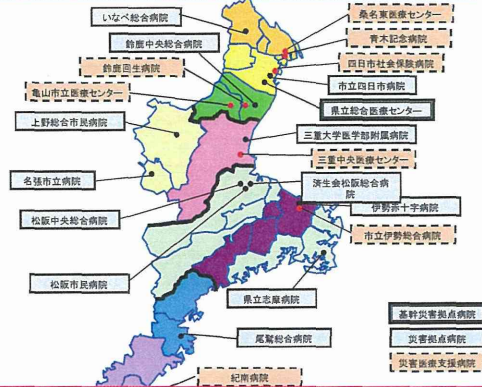 いなべ総合病院
桑名東医療センター
青木記念病院
鈴鹿中央総合病院
鈴鹿回生病院
四日市社会保険病院
市立四日市病院
亀山市立医療センター
県立総合医療センター
上野総合市民病院
三重大学医学部附属病院
三重中央医療センター
名張市立病院
済生会松阪総合病
院
伊勢赤十字病院
松阪中央総合病院
市立伊勢総合病院
松阪市民病院
県立志摩病院
基幹災害拠点病院
尾鷲総合病院
災害拠点病院
災害医療支援病院
紀南病院